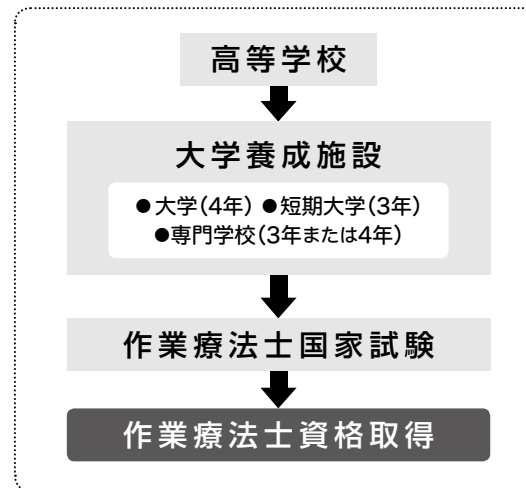 高等学校
大学養成施設
●大学(4年) ●短期大学(3年)
●専門学校(3年または4年)
作業療法士国家試験
作業療法士資格取得